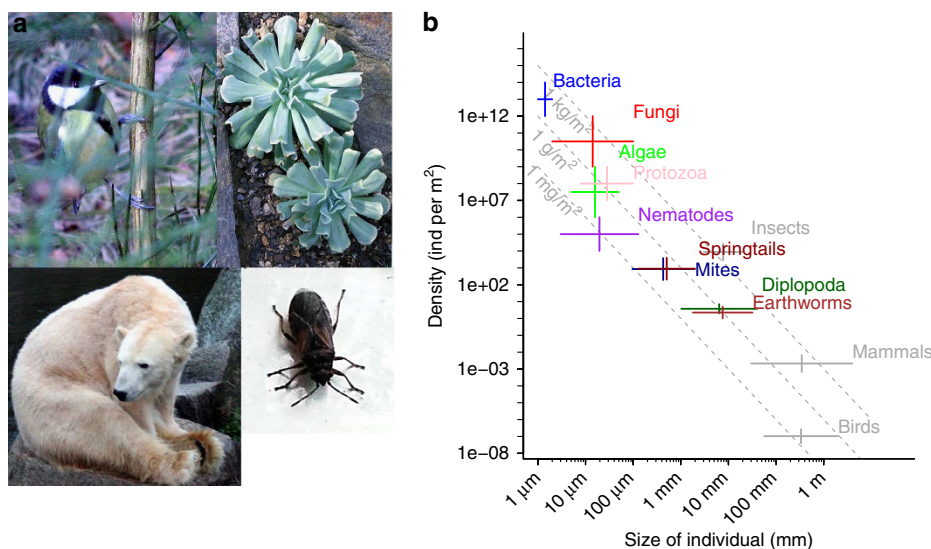 a
b
Density (ind per m²)
1e+12
1e+07
1e+02
1e−03
1e−08
Bacteria
1 kg/m²
Fungi
1 g/m²
Algae
Protozoa
1 mg/m²
Nematodes
Insects
Springtails
Mites
Diplopoda
Earthworms
Mammals
Birds
1 µm
10 µm
100 µm
1 mm
10 mm
100 mm
1 m
Size of individual (mm)